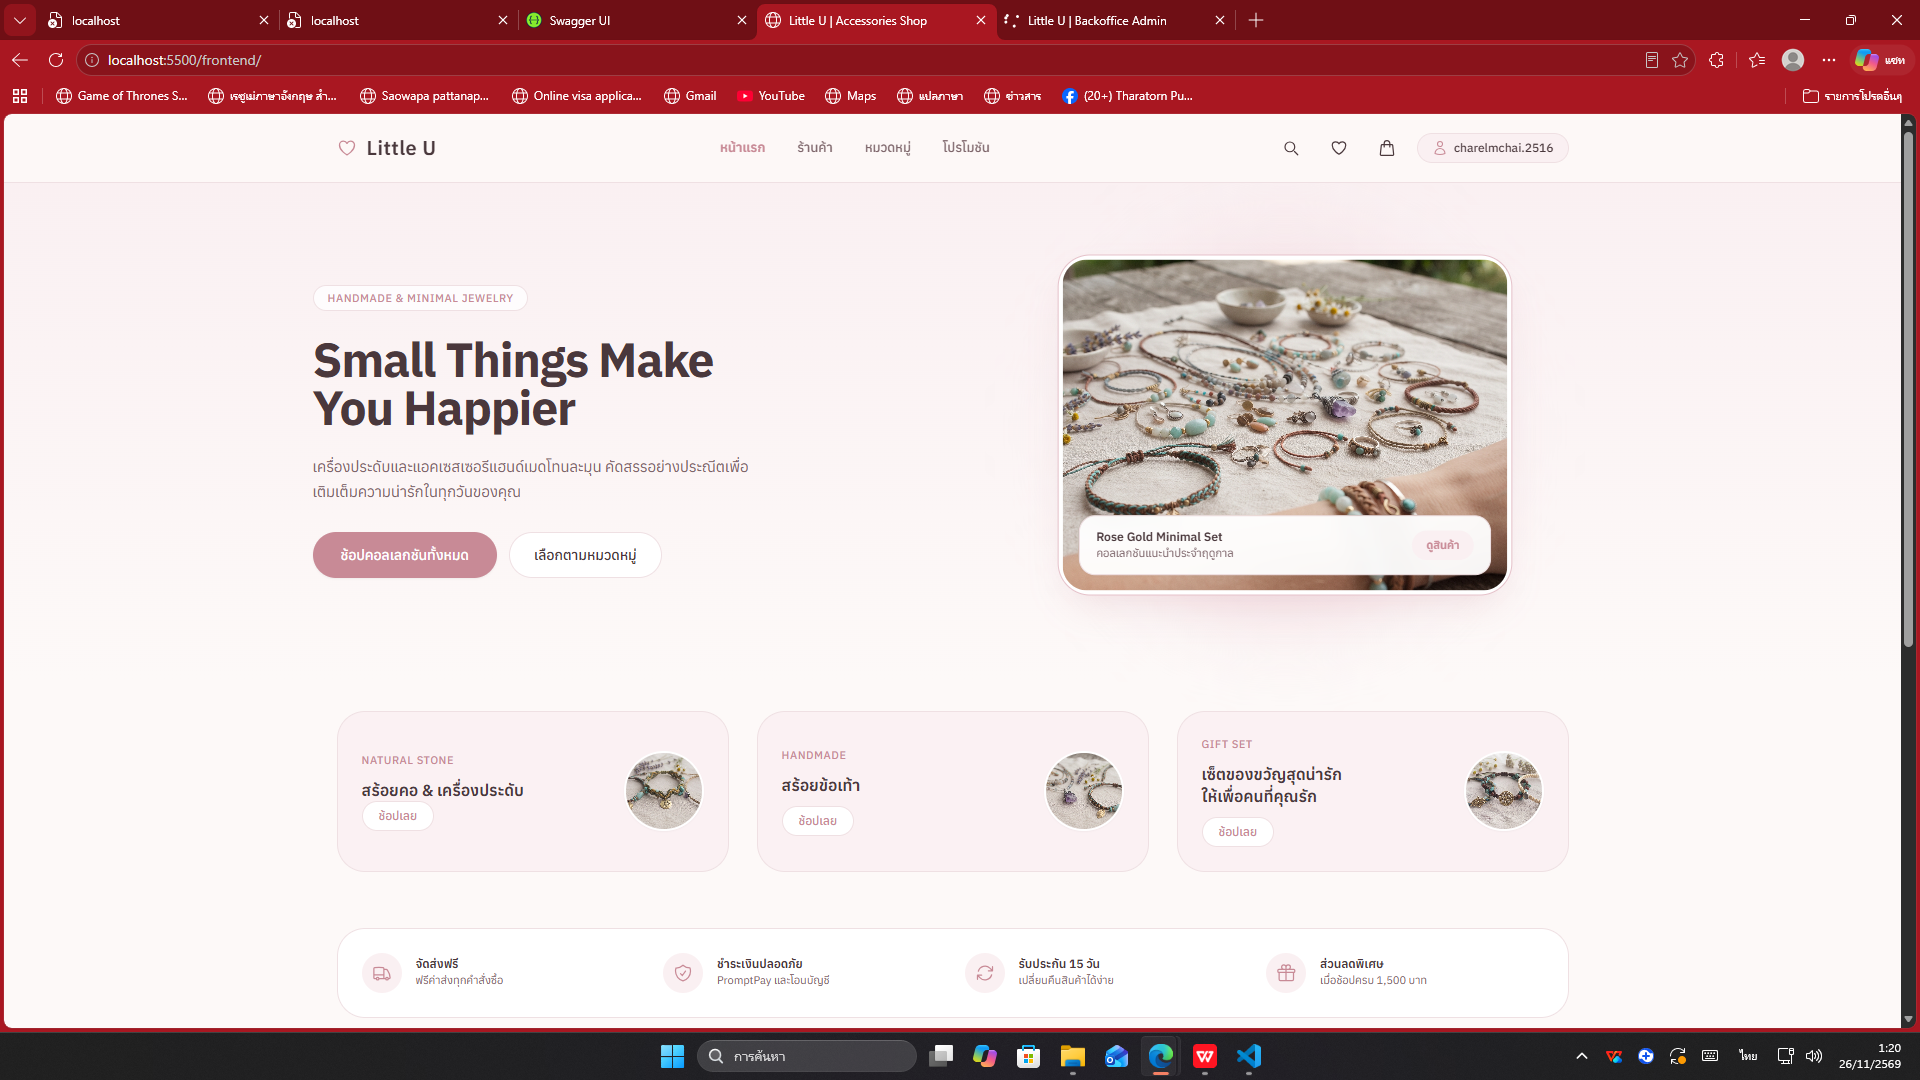 localhost
localhost
Swagger UI
Little U | Accessories Shop
Little U | Backoffice Admin
localhost:5500/frontend/
แชท
Game of Thrones S...
เรซูเม่ภาษาอังกฤษ สำ...
Saowapa pattanap...
Online visa applica...
Gmail
YouTube
Maps
แปลภาษา
ข่าวสาร
(20+) Tharatorn Pu...
รายการโปรดอื่นๆ
Little U
หน้าแรก
ร้านค้า
หมวดหมู่
โปรโมชัน
charelmchai.2516
HANDMADE & MINIMAL JEWELRY
Small Things Make
You Happier
เครื่องประดับและแอคเซสเซอรีแฮนด์เมดโทนละมุน คัดสรรอย่างประณีตเพื่อ
เติมเต็มความน่ารักในทุกวันของคุณ
ช้อปคอลเลกชันทั้งหมด
เลือกตามหมวดหมู่
Rose Gold Minimal Set
คอลเลกชันแนะนำประจำฤดูกาล
ดูสินค้า
NATURAL STONE
สร้อยคอ & เครื่องประดับ
ช้อปเลย
HANDMADE
สร้อยข้อเท้า
ช้อปเลย
GIFT SET
เซ็ตของขวัญสุดน่ารัก
ให้เพื่อคนที่คุณรัก
ช้อปเลย
จัดส่งฟรี
ฟรีค่าส่งทุกคำสั่งซื้อ
ชำระเงินปลอดภัย
PromptPay และโอนบัญชี
รับประกัน 15 วัน
เปลี่ยนคืนสินค้าได้ง่าย
ส่วนลดพิเศษ
เมื่อช้อปครบ 1,500 บาท
การค้นหา
ไทย
1:20
26/11/2569